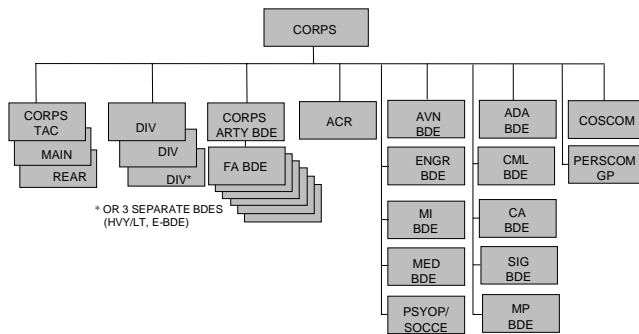 CORPS
CORPS
TAC
MAIN
REAR
DIV
DIV
DIV*
CORPS
ARTY BDE
FA BDE
ACR
AVN
BDE
ENGR
BDE
MI
BDE
MED
BDE
PSYOP/
SOCCE
ADA
BDE
CML
BDE
CA
BDE
SIG
BDE
MP
BDE
COSCOM
PERSCOM
GP
* OR 3 SEPARATE BDES
(HVY/LT, E-BDE)